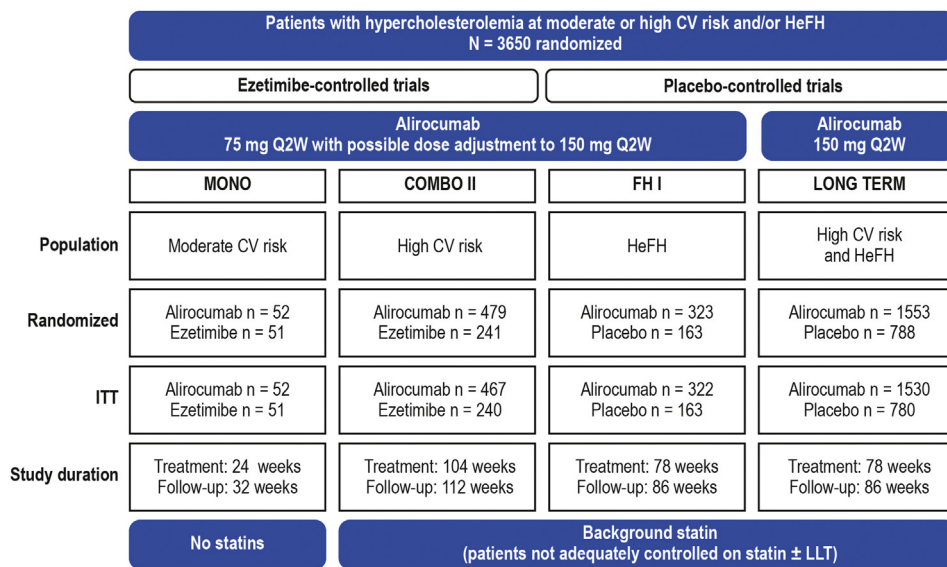 Patients with hypercholesterolemia at moderate or high CV risk and/or HeFH
N = 3650 randomized
Ezetimibe-controlled trials
Placebo-controlled trials
Alirocumab
75 mg Q2W with possible dose adjustment to 150 mg Q2W
Alirocumab
150 mg Q2W
MONO
COMBO II
FH I
LONG TERM
Population
Moderate CV risk
High CV risk
HeFH
High CV risk
and HeFH
Randomized
Alirocumab n = 52
Ezetimibe n = 51
Alirocumab n = 479
Ezetimibe n = 241
Alirocumab n = 323
Placebo n = 163
Alirocumab n = 1553
Placebo n = 788
ITT
Alirocumab n = 52
Ezetimibe n = 51
Alirocumab n = 467
Ezetimibe n = 240
Alirocumab n = 322
Placebo n = 163
Alirocumab n = 1530
Placebo n = 780
Study duration
Treatment: 24 weeks
Follow-up: 32 weeks
Treatment: 104 weeks
Follow-up: 112 weeks
Treatment: 78 weeks
Follow-up: 86 weeks
Treatment: 78 weeks
Follow-up: 86 weeks
No statins
Background statin
(patients not adequately controlled on statin ± LLT)